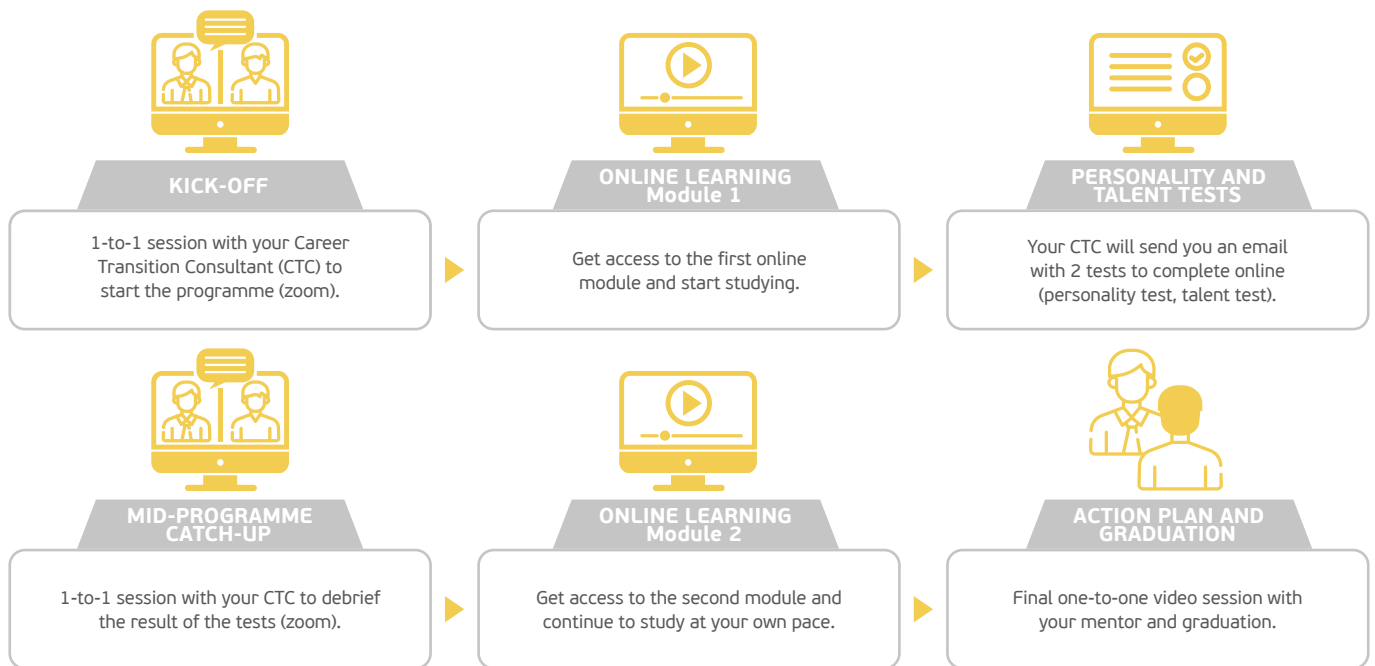 KICK-OFF
1-to-1 session with your Career
Transition Consultant (CTC) to
start the programme (zoom).
ONLINE LEARNING
Module 1
Get access to the first online
module and start studying.
PERSONALITY AND
TALENT TESTS
Your CTC will send you an email
with 2 tests to complete online
(personality test, talent test).
MID-PROGRAMME
CATCH-UP
1-to-1 session with your CTC to debrief
the result of the tests (zoom).
ONLINE LEARNING
Module 2
Get access to the second module and
continue to study at your own pace.
ACTION PLAN AND
GRADUATION
Final one-to-one video session with
your mentor and graduation.